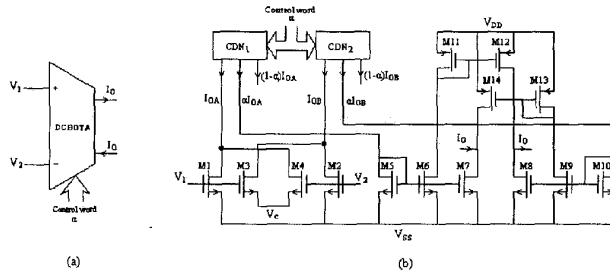 Control word
α
CDN1 CDN2
VDD
M11 M12
(1-α)IOA (1-α)IOB
IOA αIOA IOB αIOB
M14 M13
V1 + IO
DCBOTA
V2 − IO
Control word
α
IO IO
M1 M3 M4 M2 M5 M6 M7 M8 M9 M10
V1 V2
Vc
VSS
(a) (b)